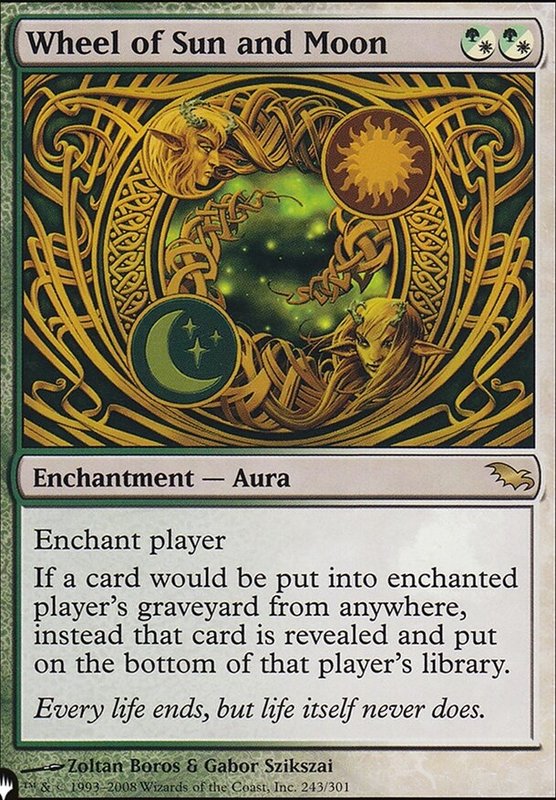 Wheel of Sun and Moon
Enchantment — Aura
Enchant player
If a card would be put into enchanted
player's graveyard from anywhere,
instead that card is revealed and put
on the bottom of that player's library.
Every life ends, but life itself never does.
Zoltan Boros & Gabor Szikszai
™ & © 1993–2008 Wizards of the Coast, Inc. 243/301